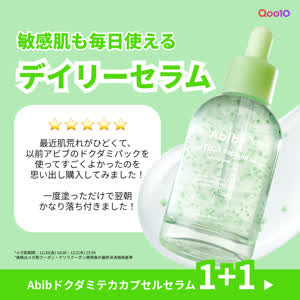 Qoo10
敏感肌も毎日使える
デイリーセラム
最近肌荒れがひどくて、
以前アビブのドクダミパックを
使ってすごくよかったのを
思い出し購入してみました！
一度塗っただけで翌朝
かなり落ち付きました！
Abib
Abibドクダミテカカプセルセラム
1+1